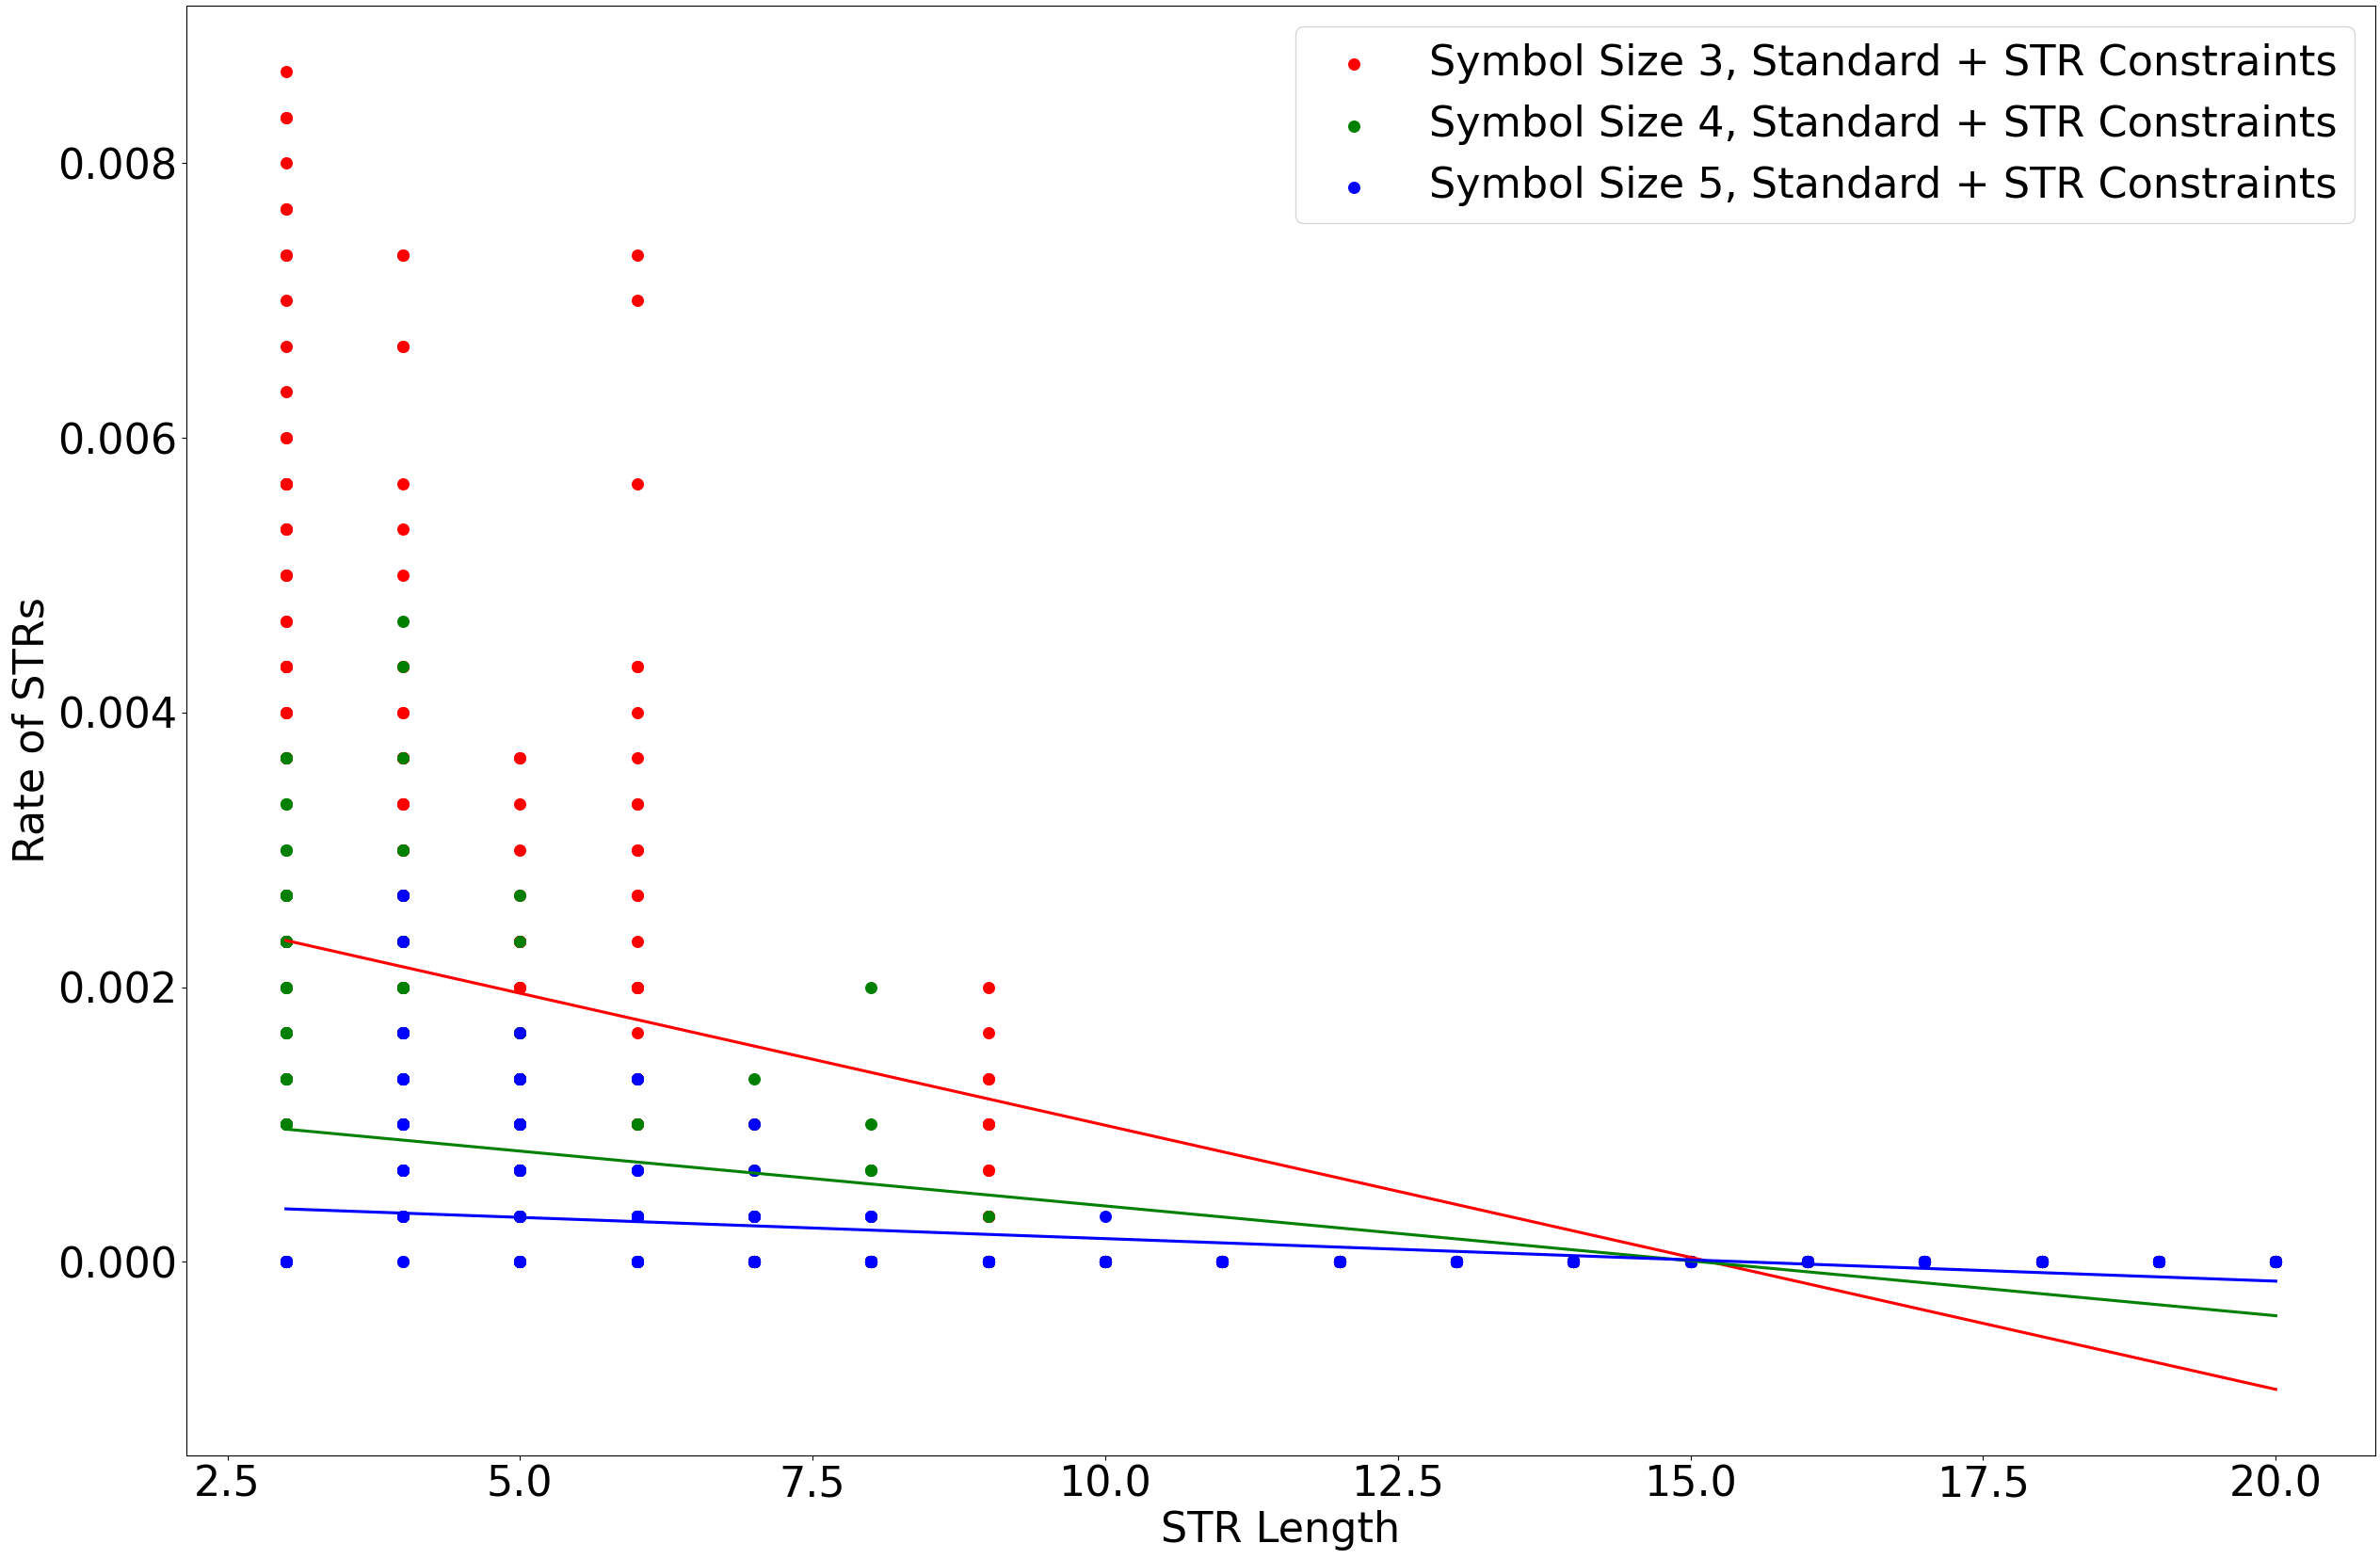 Symbol Size 3, Standard + STR Constraints
Symbol Size 4, Standard + STR Constraints
Symbol Size 5, Standard + STR Constraints
0.008
0.006
0.004
0.002
0.000
Rate of STRs
2.5 5.0 7.5 10.0 12.5 15.0 17.5 20.0
STR Length